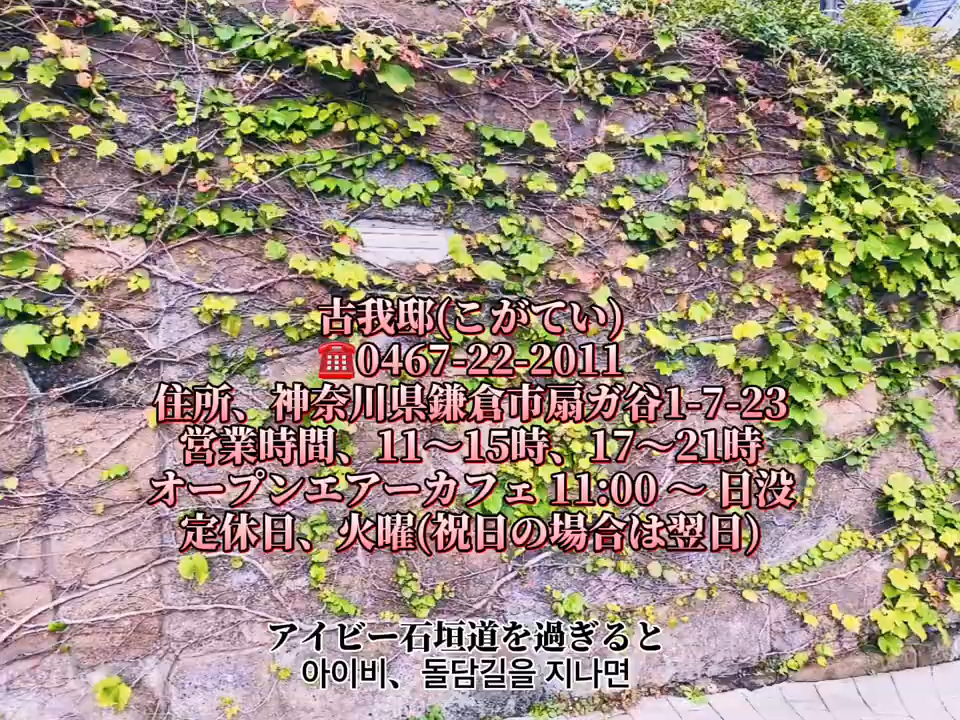 古我邸(こがてい)
☎0467-22-2011
住所、神奈川県鎌倉市扇ガ谷1-7-23
営業時間、11〜15時、17〜21時
オープンエアーカフェ 11:00 〜 日没
定休日、火曜(祝日の場合は翌日)
アイビー石垣道を過ぎると
아이비、돌담길을 지나면